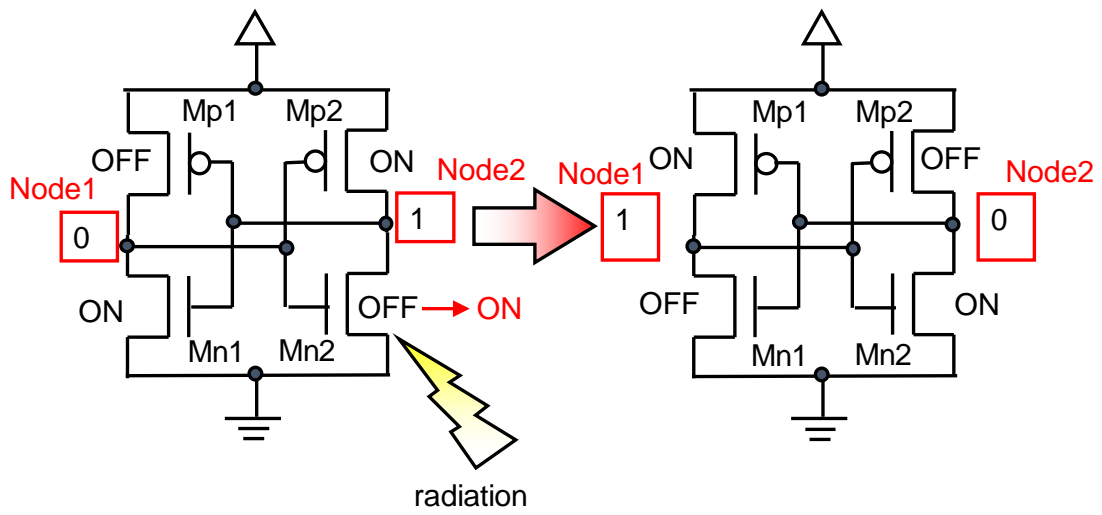 Mp1
Mp2
OFF
ON
Node1
Node2
0
1
ON
OFF
ON
Mn1
Mn2
radiation
Mp1
Mp2
ON
OFF
Node1
Node2
1
0
OFF
ON
Mn1
Mn2